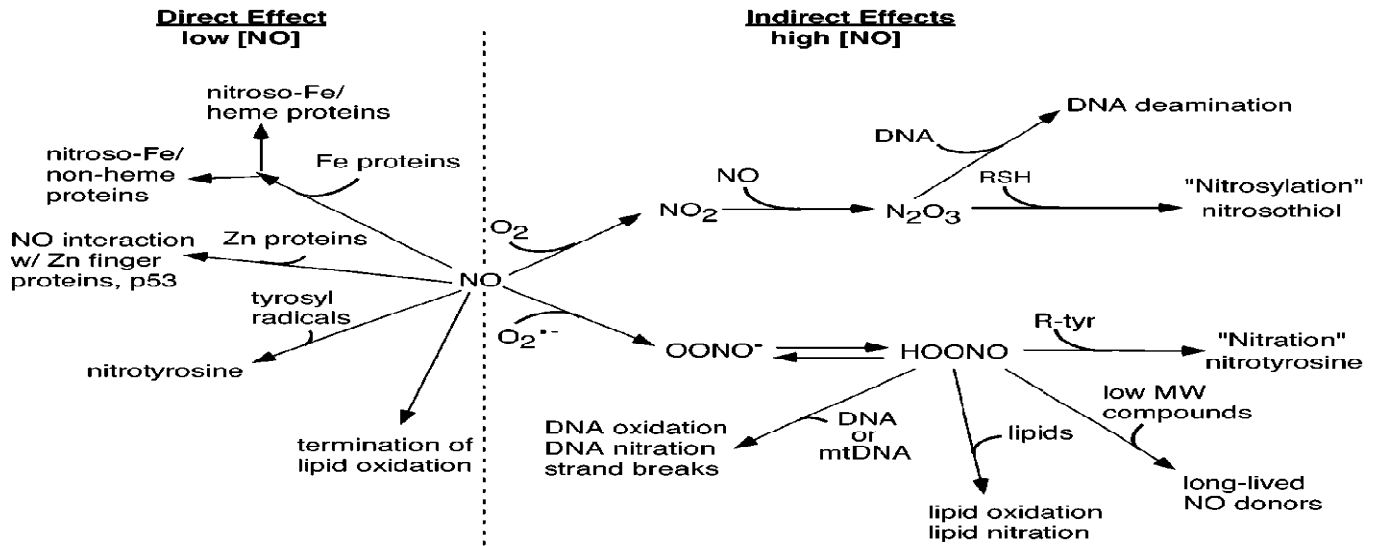 Direct Effect
low [NO]
Indirect Effects
high [NO]
nitroso-Fe/
heme proteins
nitroso-Fe/
non-heme
proteins
Fe proteins
NO interaction
w/ Zn finger
proteins, p53
Zn proteins
tyrosyl
radicals
nitrotyrosine
termination of
lipid oxidation
NO
O₂
NO₂
NO
N₂O₃
DNA
DNA deamination
RSH
"Nitrosylation"
nitrosothiol
O₂•-
OONO-
HOONO
R-tyr
"Nitration"
nitrotyrosine
DNA oxidation
DNA nitration
strand breaks
DNA
or
mtDNA
lipids
lipid oxidation
lipid nitration
low MW
compounds
long-lived
NO donors